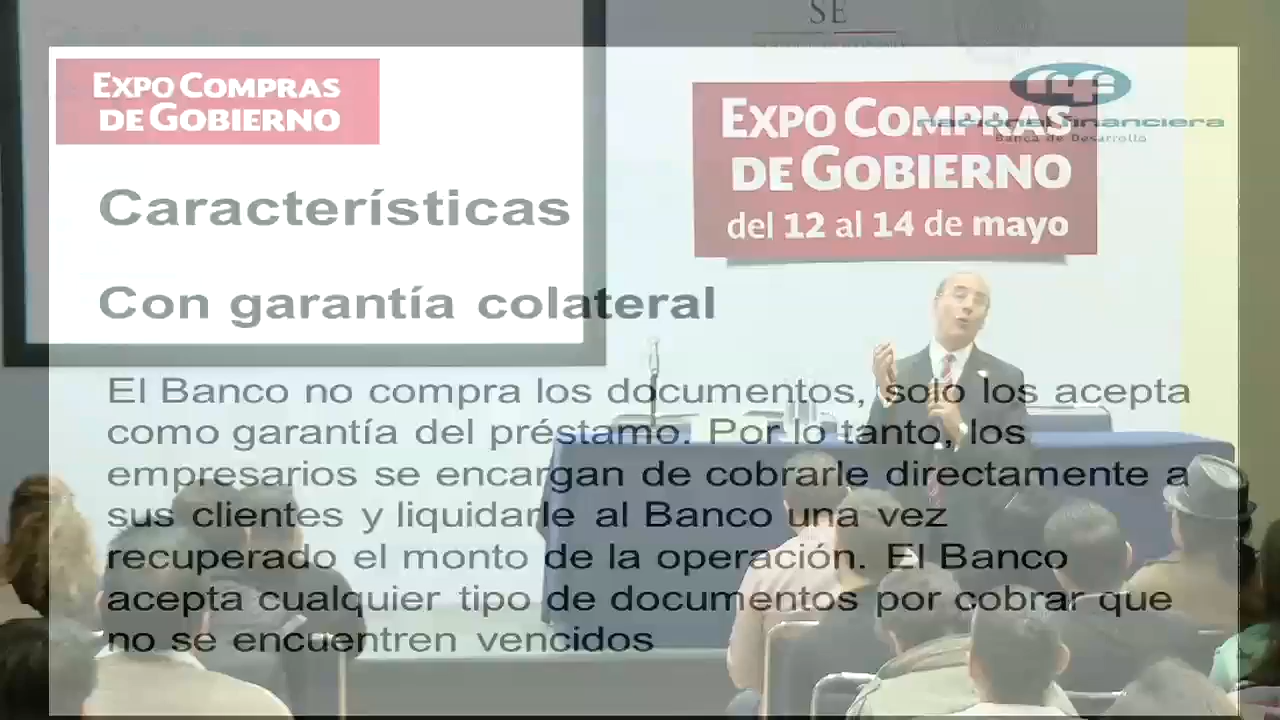 SE
EXPO COMPRAS
DE GOBIERNO
EXPO COMPRAS
DE GOBIERNO
del 12 al 14 de mayo
nafi
nacional financiera
Banca de Desarrollo
Características
Con garantía colateral
El Banco no compra los documentos, solo los acepta
como garantía del préstamo. Por lo tanto, los
empresarios se encargan de cobrarle directamente a
sus clientes y liquidarle al Banco una vez
recuperado el monto de la operación. El Banco
acepta cualquier tipo de documentos por cobrar que
no se encuentren vencidos